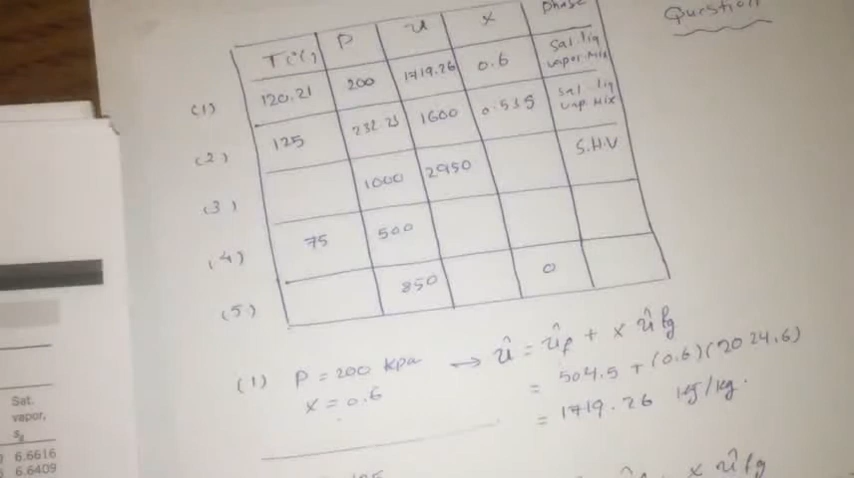 Question
T(°C) P u x phase
(1) 120.21 200 1719.26 0.6 sat. liq vapor. Mix
(2) 125 232.23 1600 0.535 sat. liq vap. Mix
(3) 1000 2950 S.H.V
(4) 75 500
(5) 850 0
(1) P = 200 kpa → û = ûf + x ûfg
x = 0.6 = 504.5 + (0.6)(2024.6)
= 1719.26 kJ/kg.
x ûfg
Sat.
vapor,
sg
6.6616
6.6409